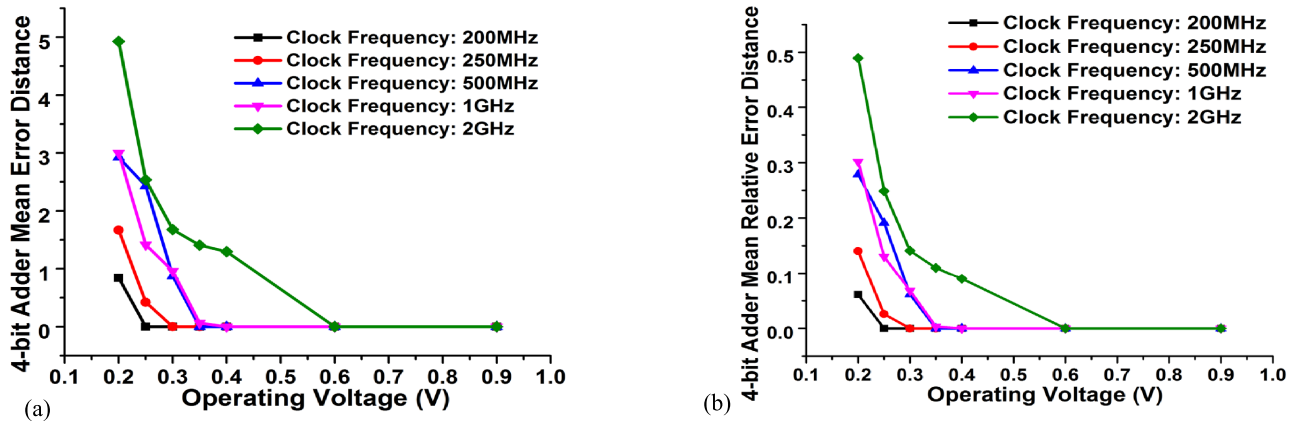 4-bit Adder Mean Error Distance
5
4
3
2
1
0
Clock Frequency: 200MHz
Clock Frequency: 250MHz
Clock Frequency: 500MHz
Clock Frequency: 1GHz
Clock Frequency: 2GHz
0.1 0.2 0.3 0.4 0.5 0.6 0.7 0.8 0.9 1.0
Operating Voltage (V)
(a)
4-bit Adder Mean Relative Error Distance
0.5
0.4
0.3
0.2
0.1
0.0
Clock Frequency: 200MHz
Clock Frequency: 250MHz
Clock Frequency: 500MHz
Clock Frequency: 1GHz
Clock Frequency: 2GHz
0.1 0.2 0.3 0.4 0.5 0.6 0.7 0.8 0.9 1.0
Operating Voltage (V)
(b)